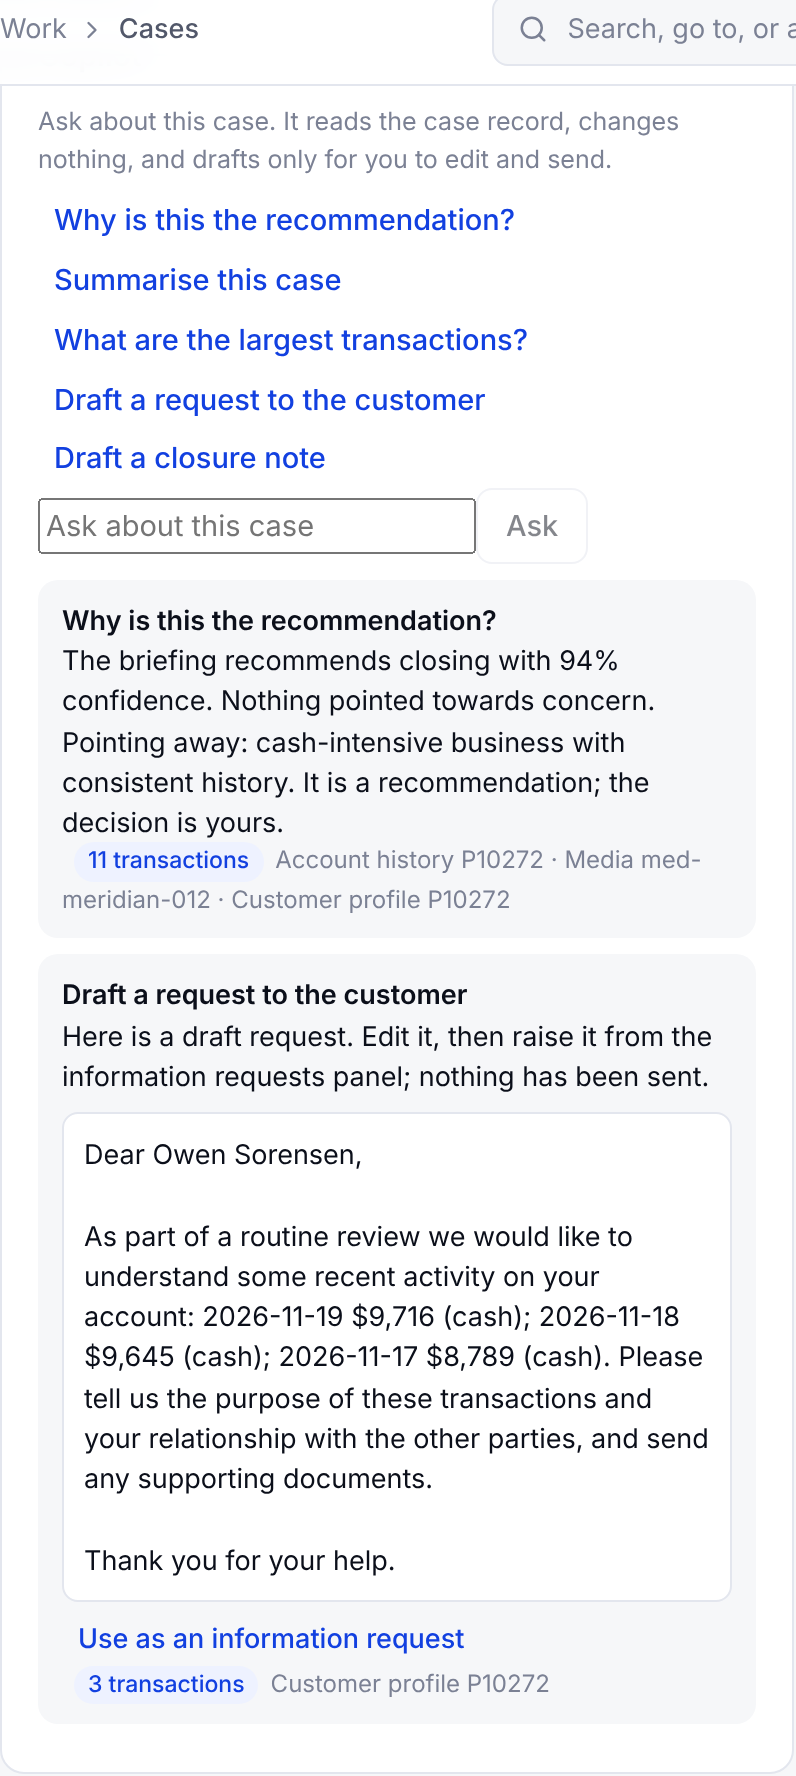 Work > Cases
Search, go to, or a
Ask about this case. It reads the case record, changes
nothing, and drafts only for you to edit and send.
Why is this the recommendation?
Summarise this case
What are the largest transactions?
Draft a request to the customer
Draft a closure note
Ask about this case
Ask
Why is this the recommendation?
The briefing recommends closing with 94%
confidence. Nothing pointed towards concern.
Pointing away: cash-intensive business with
consistent history. It is a recommendation; the
decision is yours.
11 transactions Account history P10272 · Media med-
meridian-012 · Customer profile P10272
Draft a request to the customer
Here is a draft request. Edit it, then raise it from the
information requests panel; nothing has been sent.
Dear Owen Sorensen,
As part of a routine review we would like to
understand some recent activity on your
account: 2026-11-19 $9,716 (cash); 2026-11-18
$9,645 (cash); 2026-11-17 $8,789 (cash). Please
tell us the purpose of these transactions and
your relationship with the other parties, and send
any supporting documents.
Thank you for your help.
Use as an information request
3 transactions Customer profile P10272